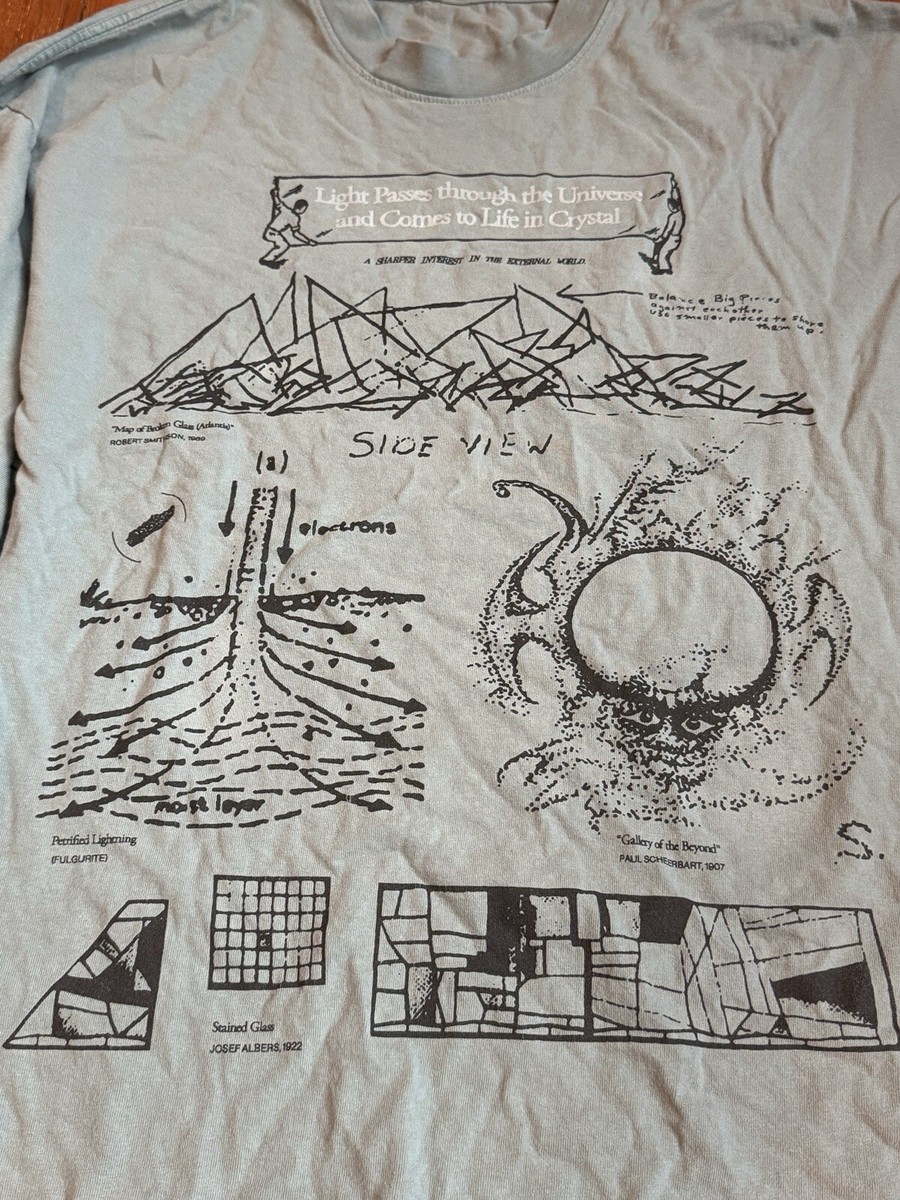 Light Passes through the Universe
and Comes to Life in Crystal
A SHARPER INTEREST IN THE EXTERNAL WORLD.
Balance Big Pieces
against eachother
use smaller pieces to shore
them up.
"Map of Broken Glass (Atlantis)"
ROBERT SMITHSON, 1969
SIDE VIEW
(a)
electrons
moist layer
Petrified Lightning
(FULGURITE)
"Gallery of the Beyond"
PAUL SCHEERBART, 1907
S.
Stained Glass
JOSEF ALBERS, 1922